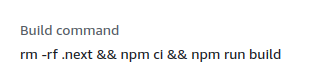 Build command
rm -rf .next && npm ci && npm run build